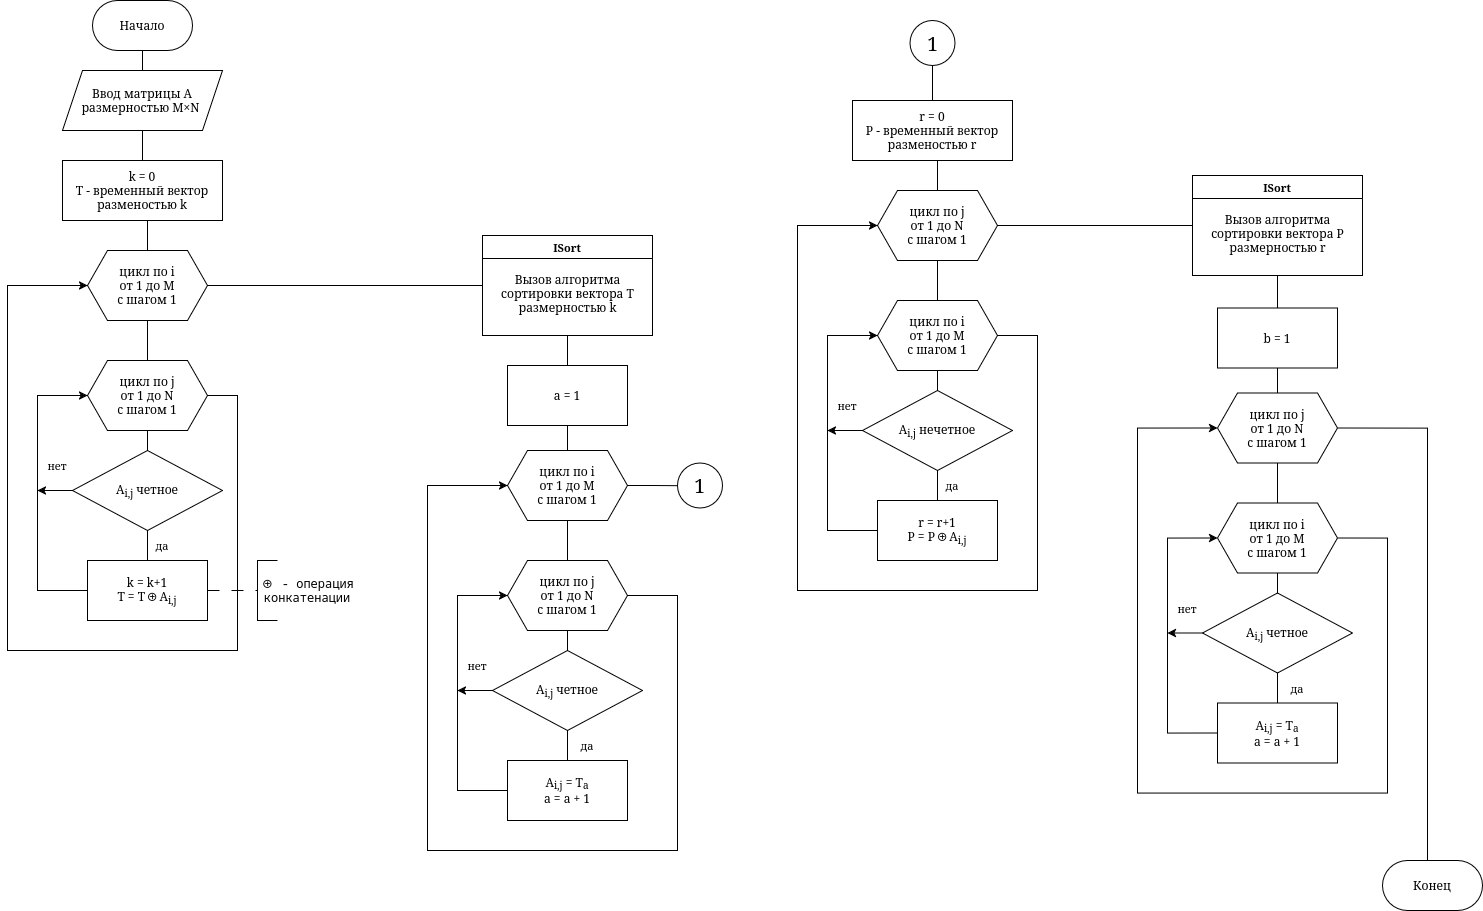 Начало
Ввод матрицы A
размерностью M×N
k = 0
T - временный вектор
разменостью k
цикл по i
от 1 до M
с шагом 1
цикл по j
от 1 до N
с шагом 1
нет
Ai,j четное
да
k = k+1
T = T ⊕ Ai,j
⊕ - операция
конкатенации
ISort
Вызов алгоритма
сортировки вектора T
размерностью k
a = 1
цикл по i
от 1 до M
с шагом 1
1
цикл по j
от 1 до N
с шагом 1
нет
Ai,j четное
да
Ai,j = Ta
a = a + 1
1
r = 0
P - временный вектор
разменостью r
цикл по j
от 1 до N
с шагом 1
цикл по i
от 1 до M
с шагом 1
нет
Ai,j нечетное
да
r = r+1
P = P ⊕ Ai,j
ISort
Вызов алгоритма
сортировки вектора P
размерностью r
b = 1
цикл по j
от 1 до N
с шагом 1
цикл по i
от 1 до M
с шагом 1
нет
Ai,j четное
да
Ai,j = Ta
a = a + 1
Конец